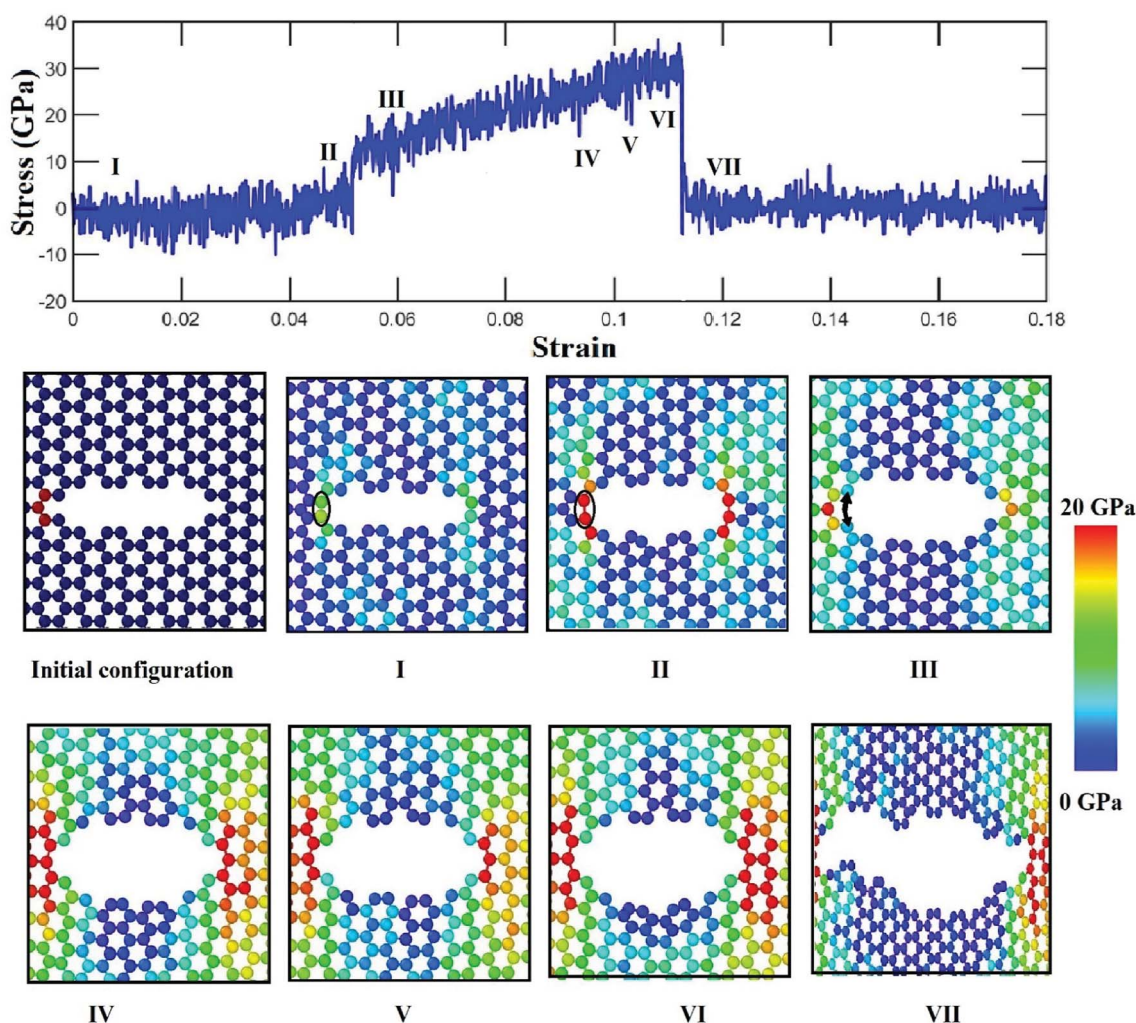 40
30
20
10
0
-10
-20
Stress (GPa)
I
II
III
IV
V
VI
VII
0
0.02
0.04
0.06
0.08
0.1
0.12
0.14
0.16
0.18
Strain
Initial configuration
I
II
III
20 GPa
0 GPa
IV
V
VI
VII